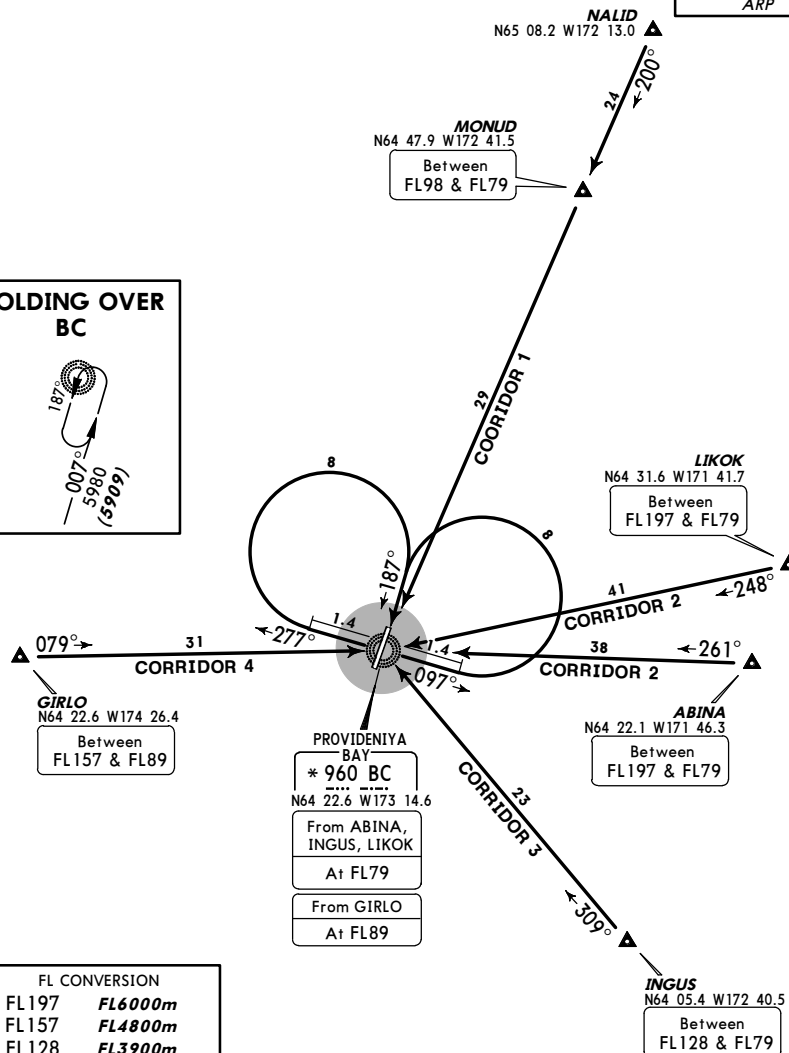 ARP
NALID
N65 08.2 W172 13.0
24
200°
MONUD
N64 47.9 W172 41.5
Between
FL98 & FL79
OLDING OVER
BC
187°
007°
5980
(5909)
29
COORIDOR 1
8
8
LIKOK
N64 31.6 W171 41.7
Between
FL197 & FL79
187°
41
248°
CORRIDOR 2
079°
31
CORRIDOR 4
277°
1.4
1.4
097°
38
261°
CORRIDOR 2
GIRLO
N64 22.6 W174 26.4
Between
FL157 & FL89
ABINA
N64 22.1 W171 46.3
Between
FL197 & FL79
PROVIDENIYA
BAY
* 960 BC
N64 22.6 W173 14.6
From ABINA,
INGUS, LIKOK
At FL79
From GIRLO
At FL89
23
CORRIDOR 3
309°
INGUS
N64 05.4 W172 40.5
Between
FL128 & FL79
FL CONVERSION
FL197 FL6000m
FL157 FL4800m
FL128 FL3900m